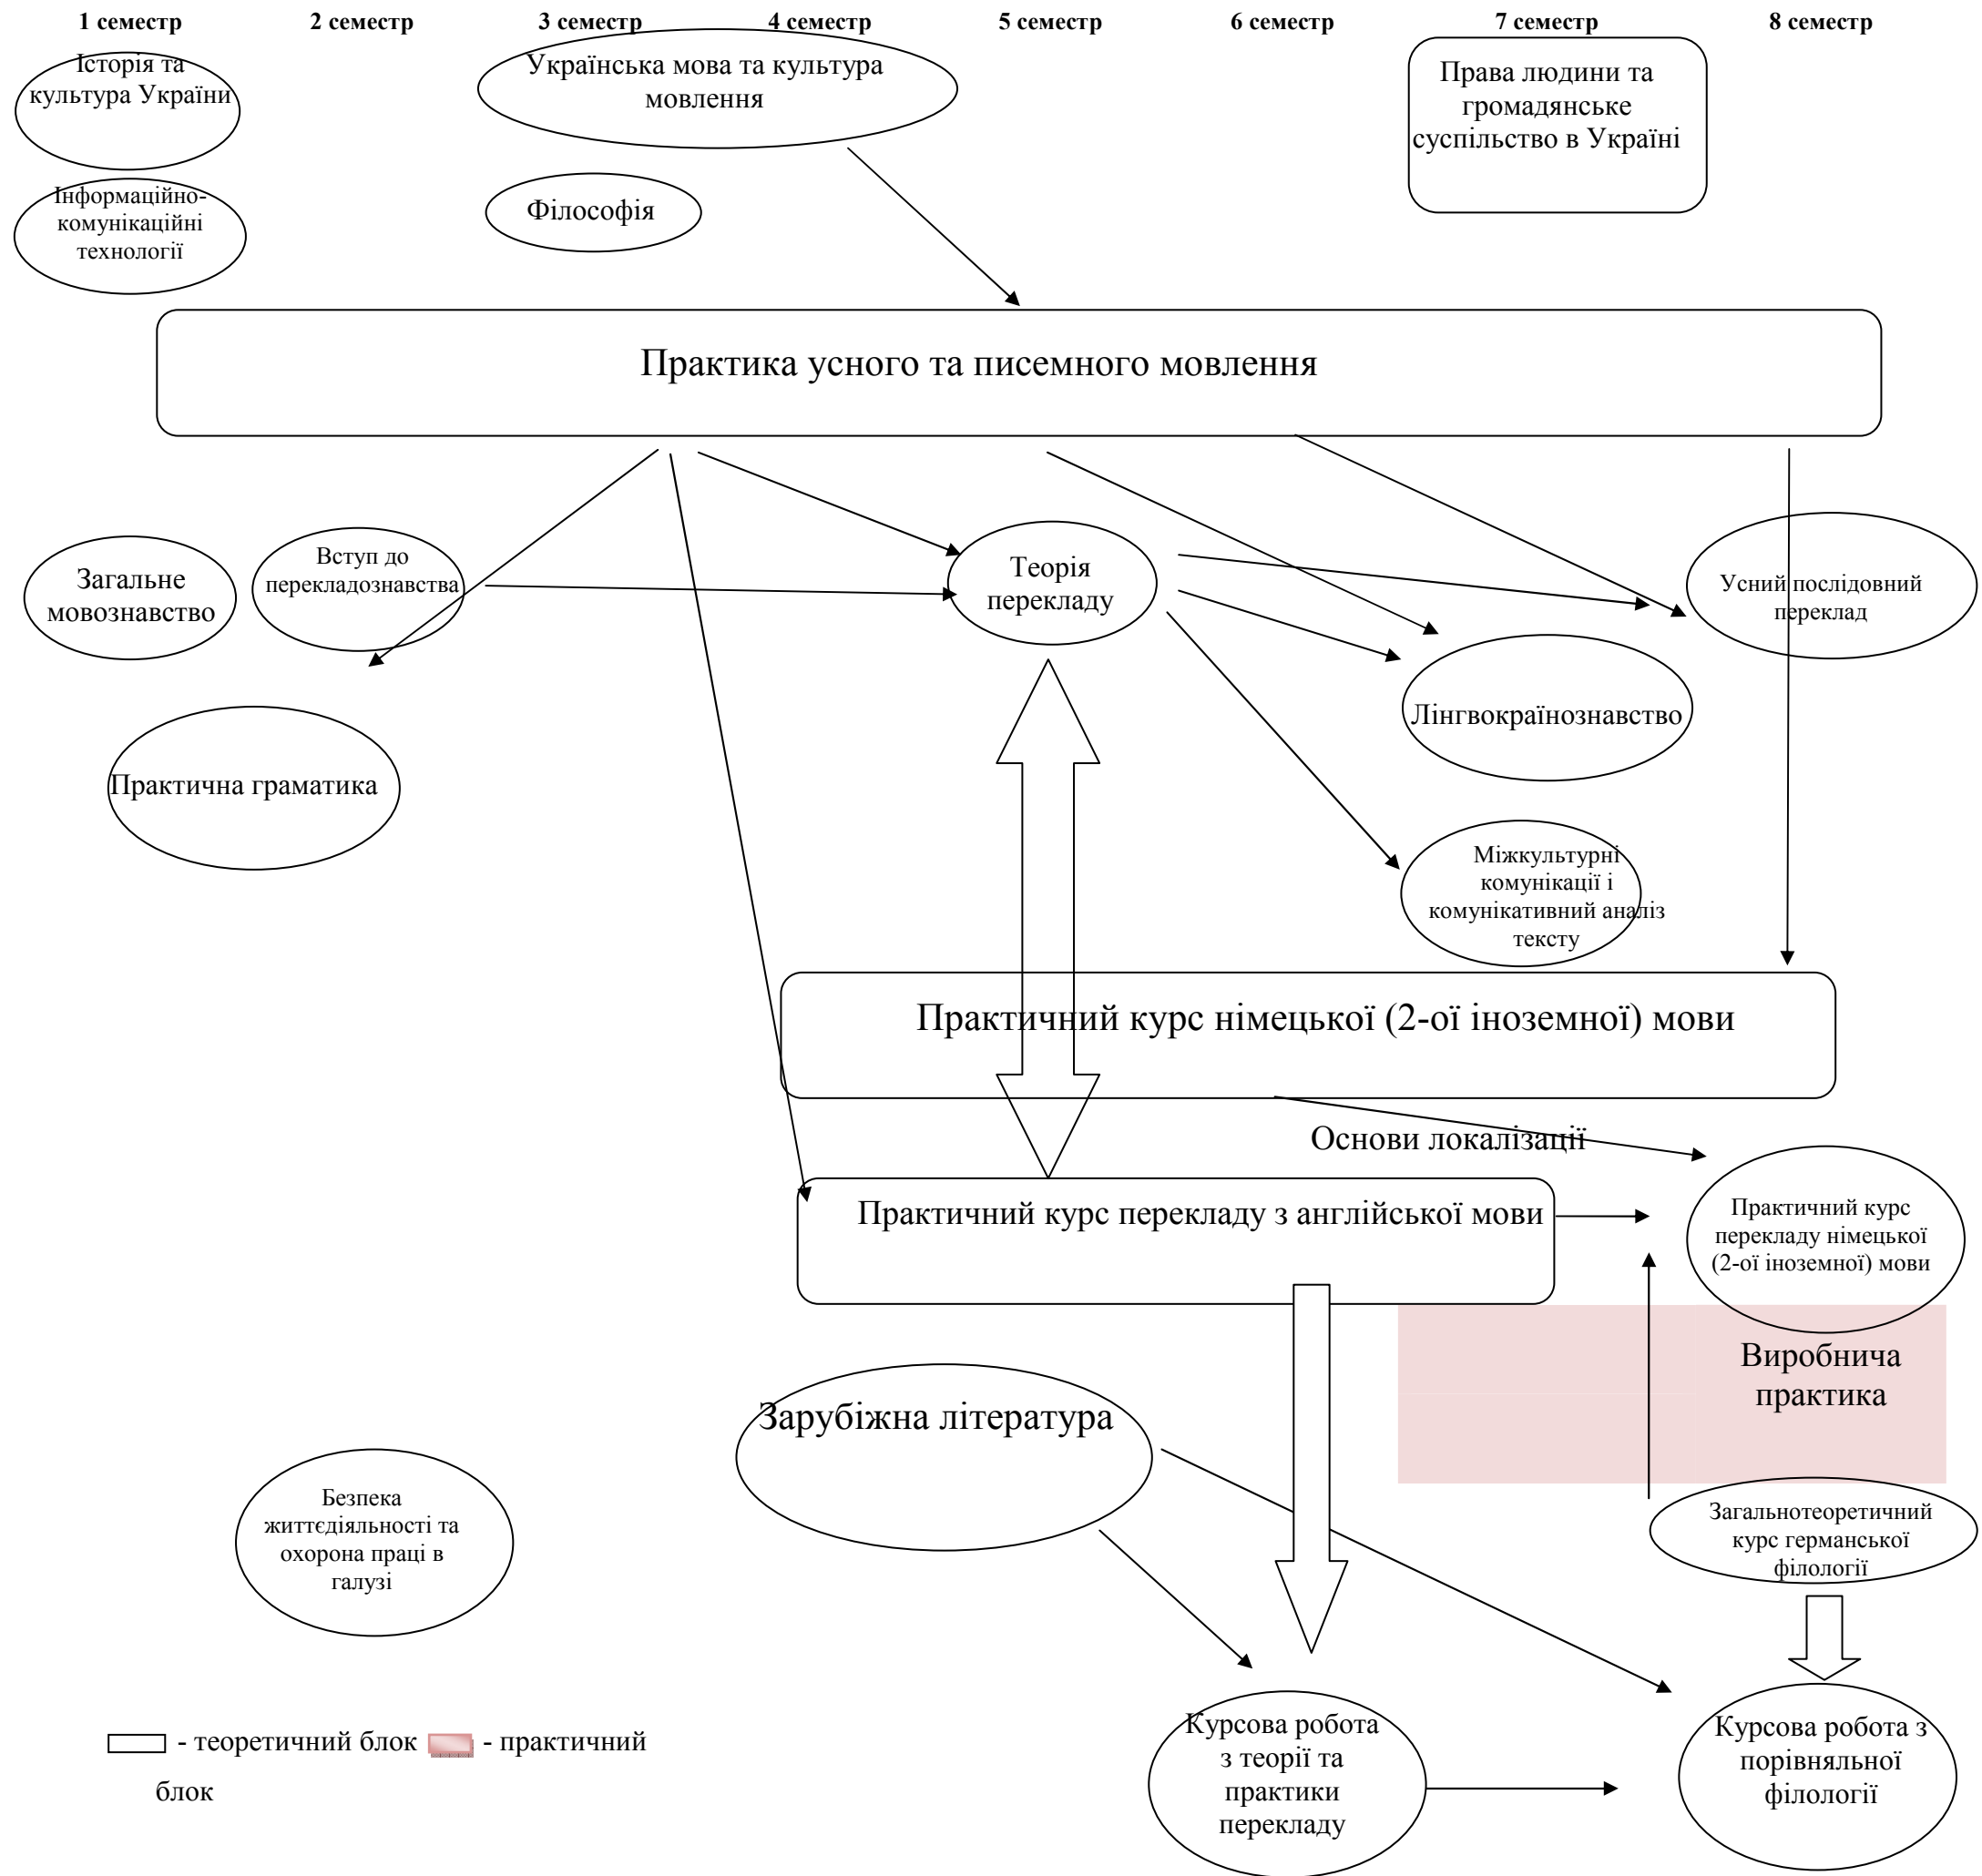 1 семестр 2 семестр 3 семестр 4 семестр 5 семестр 6 семестр 7 семестр 8 семестр
Історія та
культура України
Українська мова та культура
мовлення
Права людини та
громадянське
суспільство в Україні
Інформаційно-
комунікаційні
технології
Філософія
Практика усного та писемного мовлення
Загальне
мовознавство
Вступ до
перекладознавства
Теорія
перекладу
Усний послідовний
переклад
Лінгвокраїнознавство
Практична граматика
Міжкультурні
комунікації і
комунікативний аналіз
тексту
Практичний курс німецької (2-ої іноземної) мови
Основи локалізації
Практичний курс перекладу з англійської мови
Практичний курс
перекладу німецької
(2-ої іноземної) мови
Виробнича
практика
Зарубіжна література
Безпека
життєдіяльності та
охорона праці в
галузі
Загальнотеоретичний
курс германської
філології
Курсова робота
з теорії та
практики
перекладу
Курсова робота з
порівняльної
філології
- теоретичний блок - практичний
блок